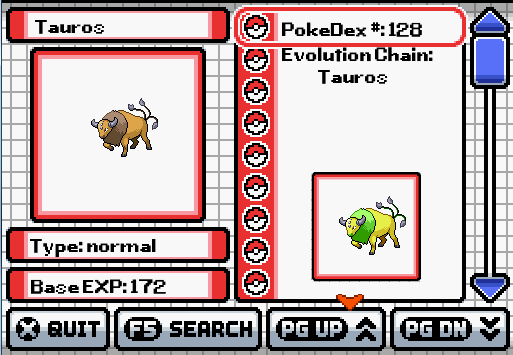 Tauros
PokeDex #:128
Evolution Chain:
Tauros
Type: normal
Base EXP:172
X QUIT
F5 SEARCH
PG UP
PG DN